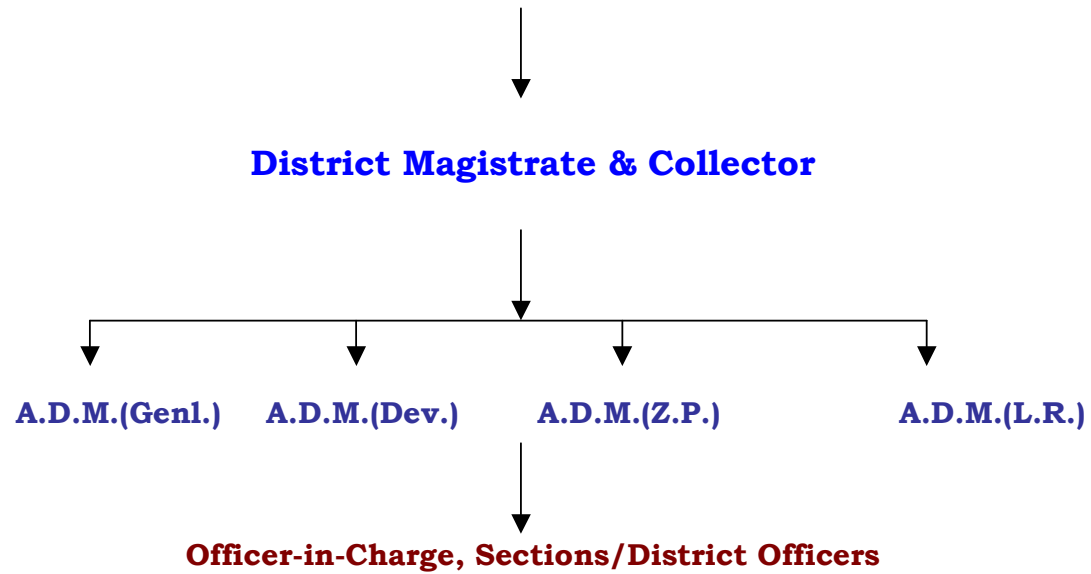 District Magistrate & Collector
A.D.M.(Genl.) A.D.M.(Dev.) A.D.M.(Z.P.) A.D.M.(L.R.)
Officer-in-Charge, Sections/District Officers